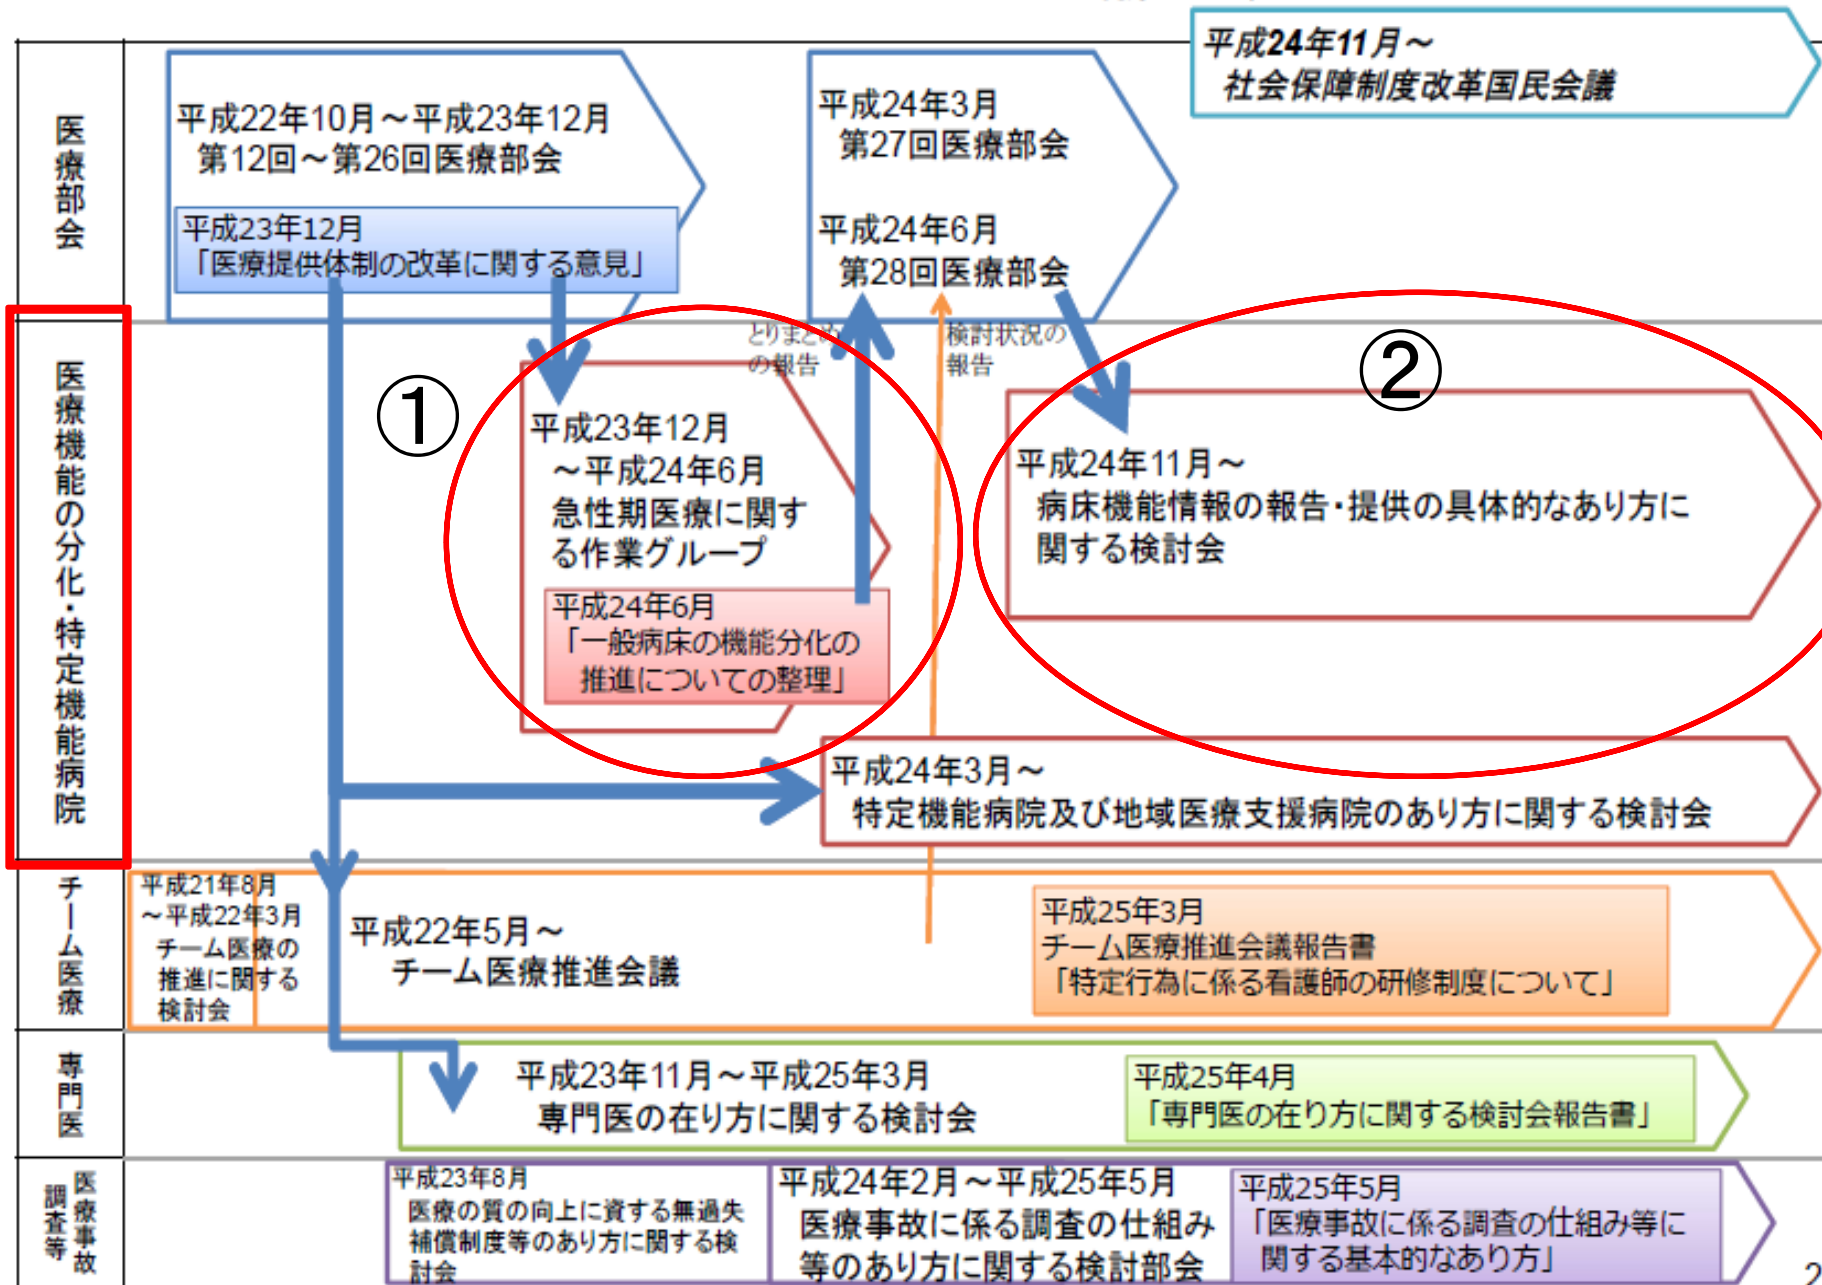 平成24年11月～
社会保障制度改革国民会議
医療部会
平成22年10月～平成23年12月
第12回～第26回医療部会
平成23年12月
「医療提供体制の改革に関する意見」
平成24年3月
第27回医療部会
平成24年6月
第28回医療部会
医療機能の分化・特定機能病院
①
とりまとめ
の報告
検討状況の
報告
②
平成23年12月
～平成24年6月
急性期医療に関す
る作業グループ
平成24年6月
「一般病床の機能分化の
推進についての整理」
平成24年11月～
病床機能情報の報告・提供の具体的なあり方に
関する検討会
平成24年3月～
特定機能病院及び地域医療支援病院のあり方に関する検討会
チーム医療
平成21年8月
～平成22年3月
チーム医療の
推進に関する
検討会
平成22年5月～
チーム医療推進会議
平成25年3月
チーム医療推進会議報告書
「特定行為に係る看護師の研修制度について」
専門医
平成23年11月～平成25年3月
専門医の在り方に関する検討会
平成25年4月
「専門医の在り方に関する検討会報告書」
医療事故
調査等
平成23年8月
医療の質の向上に資する無過失
補償制度等のあり方に関する検
討会
平成24年2月～平成25年5月
医療事故に係る調査の仕組み
等のあり方に関する検討部会
平成25年5月
「医療事故に係る調査の仕組み等に
関する基本的なあり方」
2